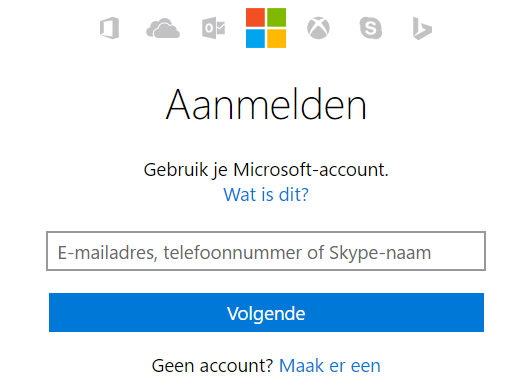 Aanmelden
Gebruik je Microsoft-account.
Wat is dit?
E-mailadres, telefoonnummer of Skype-naam
Volgende
Geen account? Maak er een